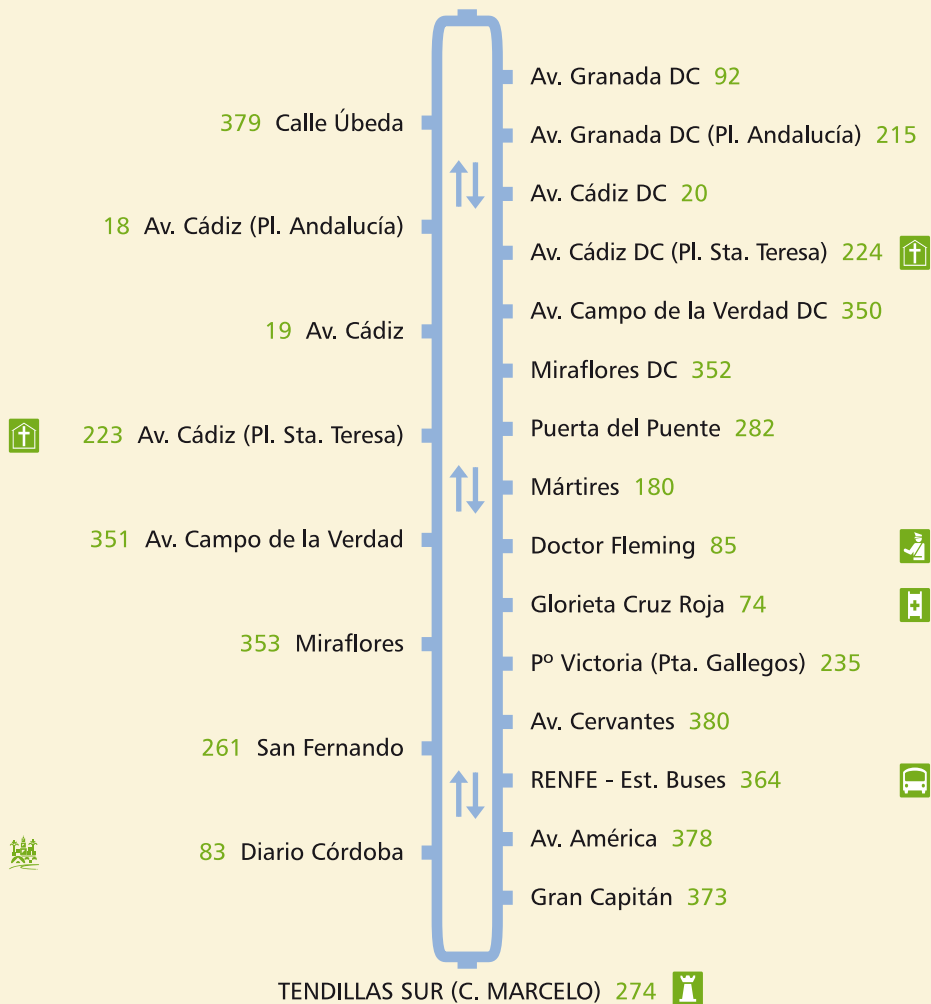 Av. Granada DC 92
379 Calle Úbeda
Av. Granada DC (Pl. Andalucía) 215
Av. Cádiz DC 20
18 Av. Cádiz (Pl. Andalucía)
Av. Cádiz DC (Pl. Sta. Teresa) 224
Av. Campo de la Verdad DC 350
19 Av. Cádiz
Miraflores DC 352
Puerta del Puente 282
223 Av. Cádiz (Pl. Sta. Teresa)
Mártires 180
351 Av. Campo de la Verdad
Doctor Fleming 85
Glorieta Cruz Roja 74
353 Miraflores
Pº Victoria (Pta. Gallegos) 235
Av. Cervantes 380
261 San Fernando
RENFE - Est. Buses 364
Av. América 378
83 Diario Córdoba
Gran Capitán 373
TENDILLAS SUR (C. MARCELO) 274